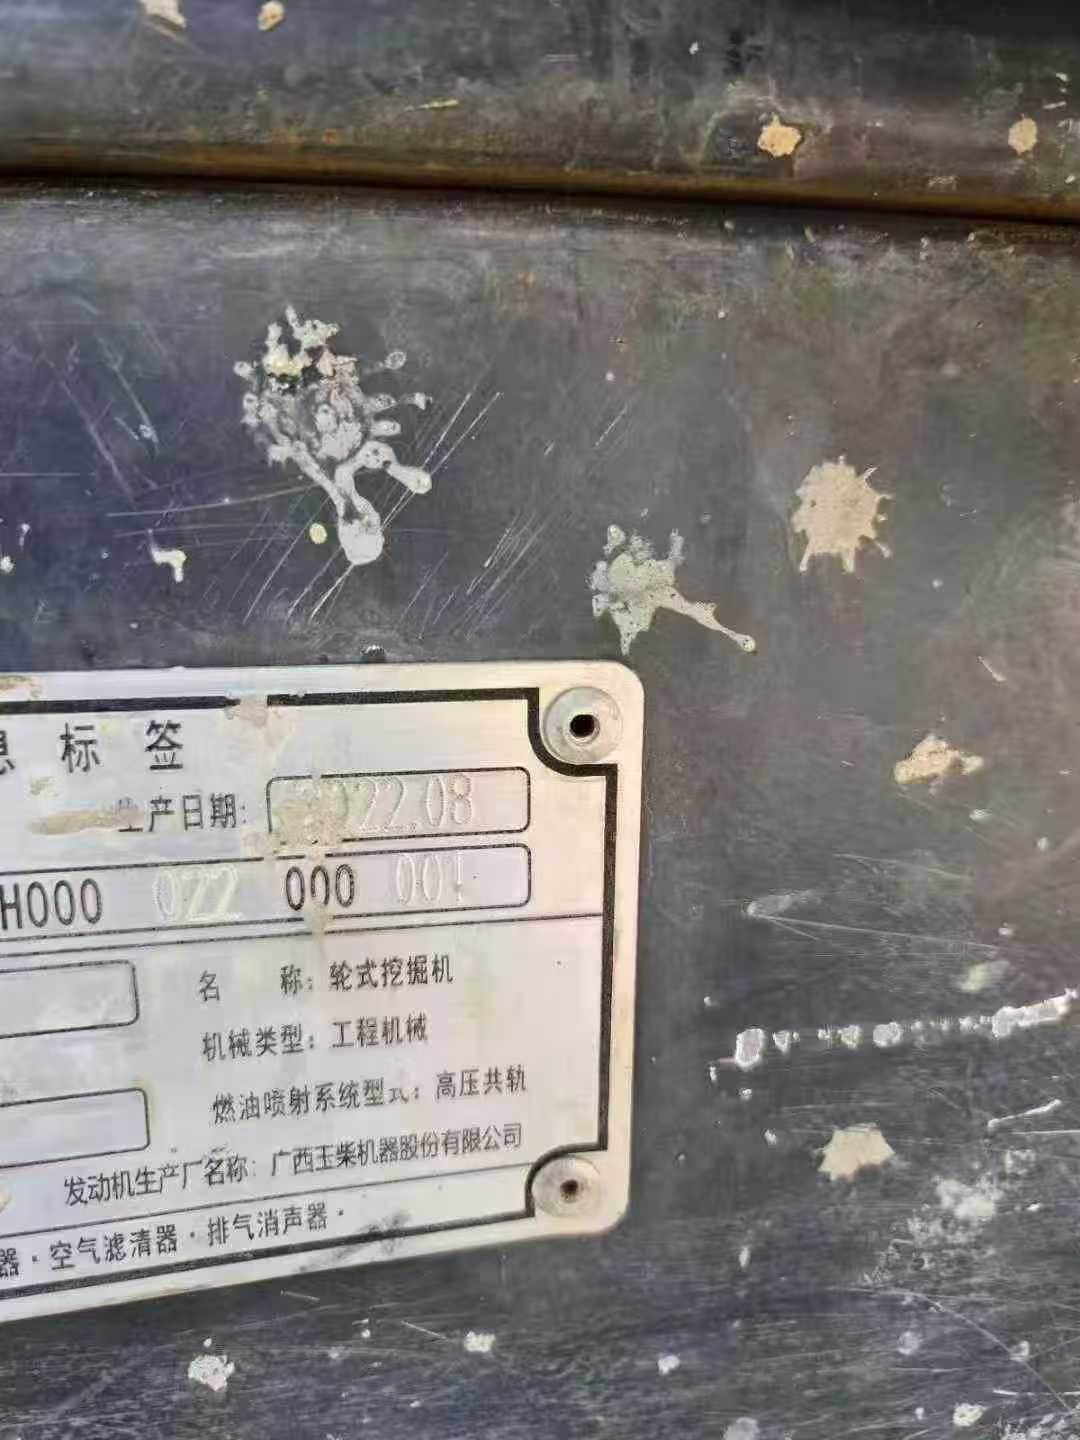 息标签
生产日期: 2022.08
H000 022 000 001
名 称: 轮式挖掘机
机械类型: 工程机械
燃油喷射系统型式: 高压共轨
发动机生产厂名称: 广西玉柴机器股份有限公司
器·空气滤清器·排气消声器·